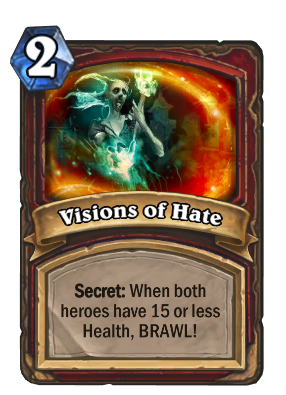 2
Visions of Hate
Secret: When both
heroes have 15 or less
Health, BRAWL!